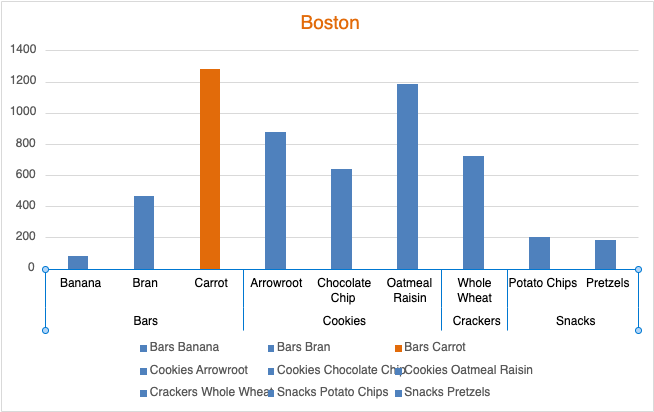 Boston
1400
1200
1000
800
600
400
200
0
Banana Bran Carrot Arrowroot Chocolate Chip Oatmeal Raisin Whole Wheat Potato Chips Pretzels
Bars Cookies Crackers Snacks
Bars Banana Bars Bran Bars Carrot
Cookies Arrowroot Cookies Chocolate Chip Cookies Oatmeal Raisin
Crackers Whole Wheat Snacks Potato Chips Snacks Pretzels